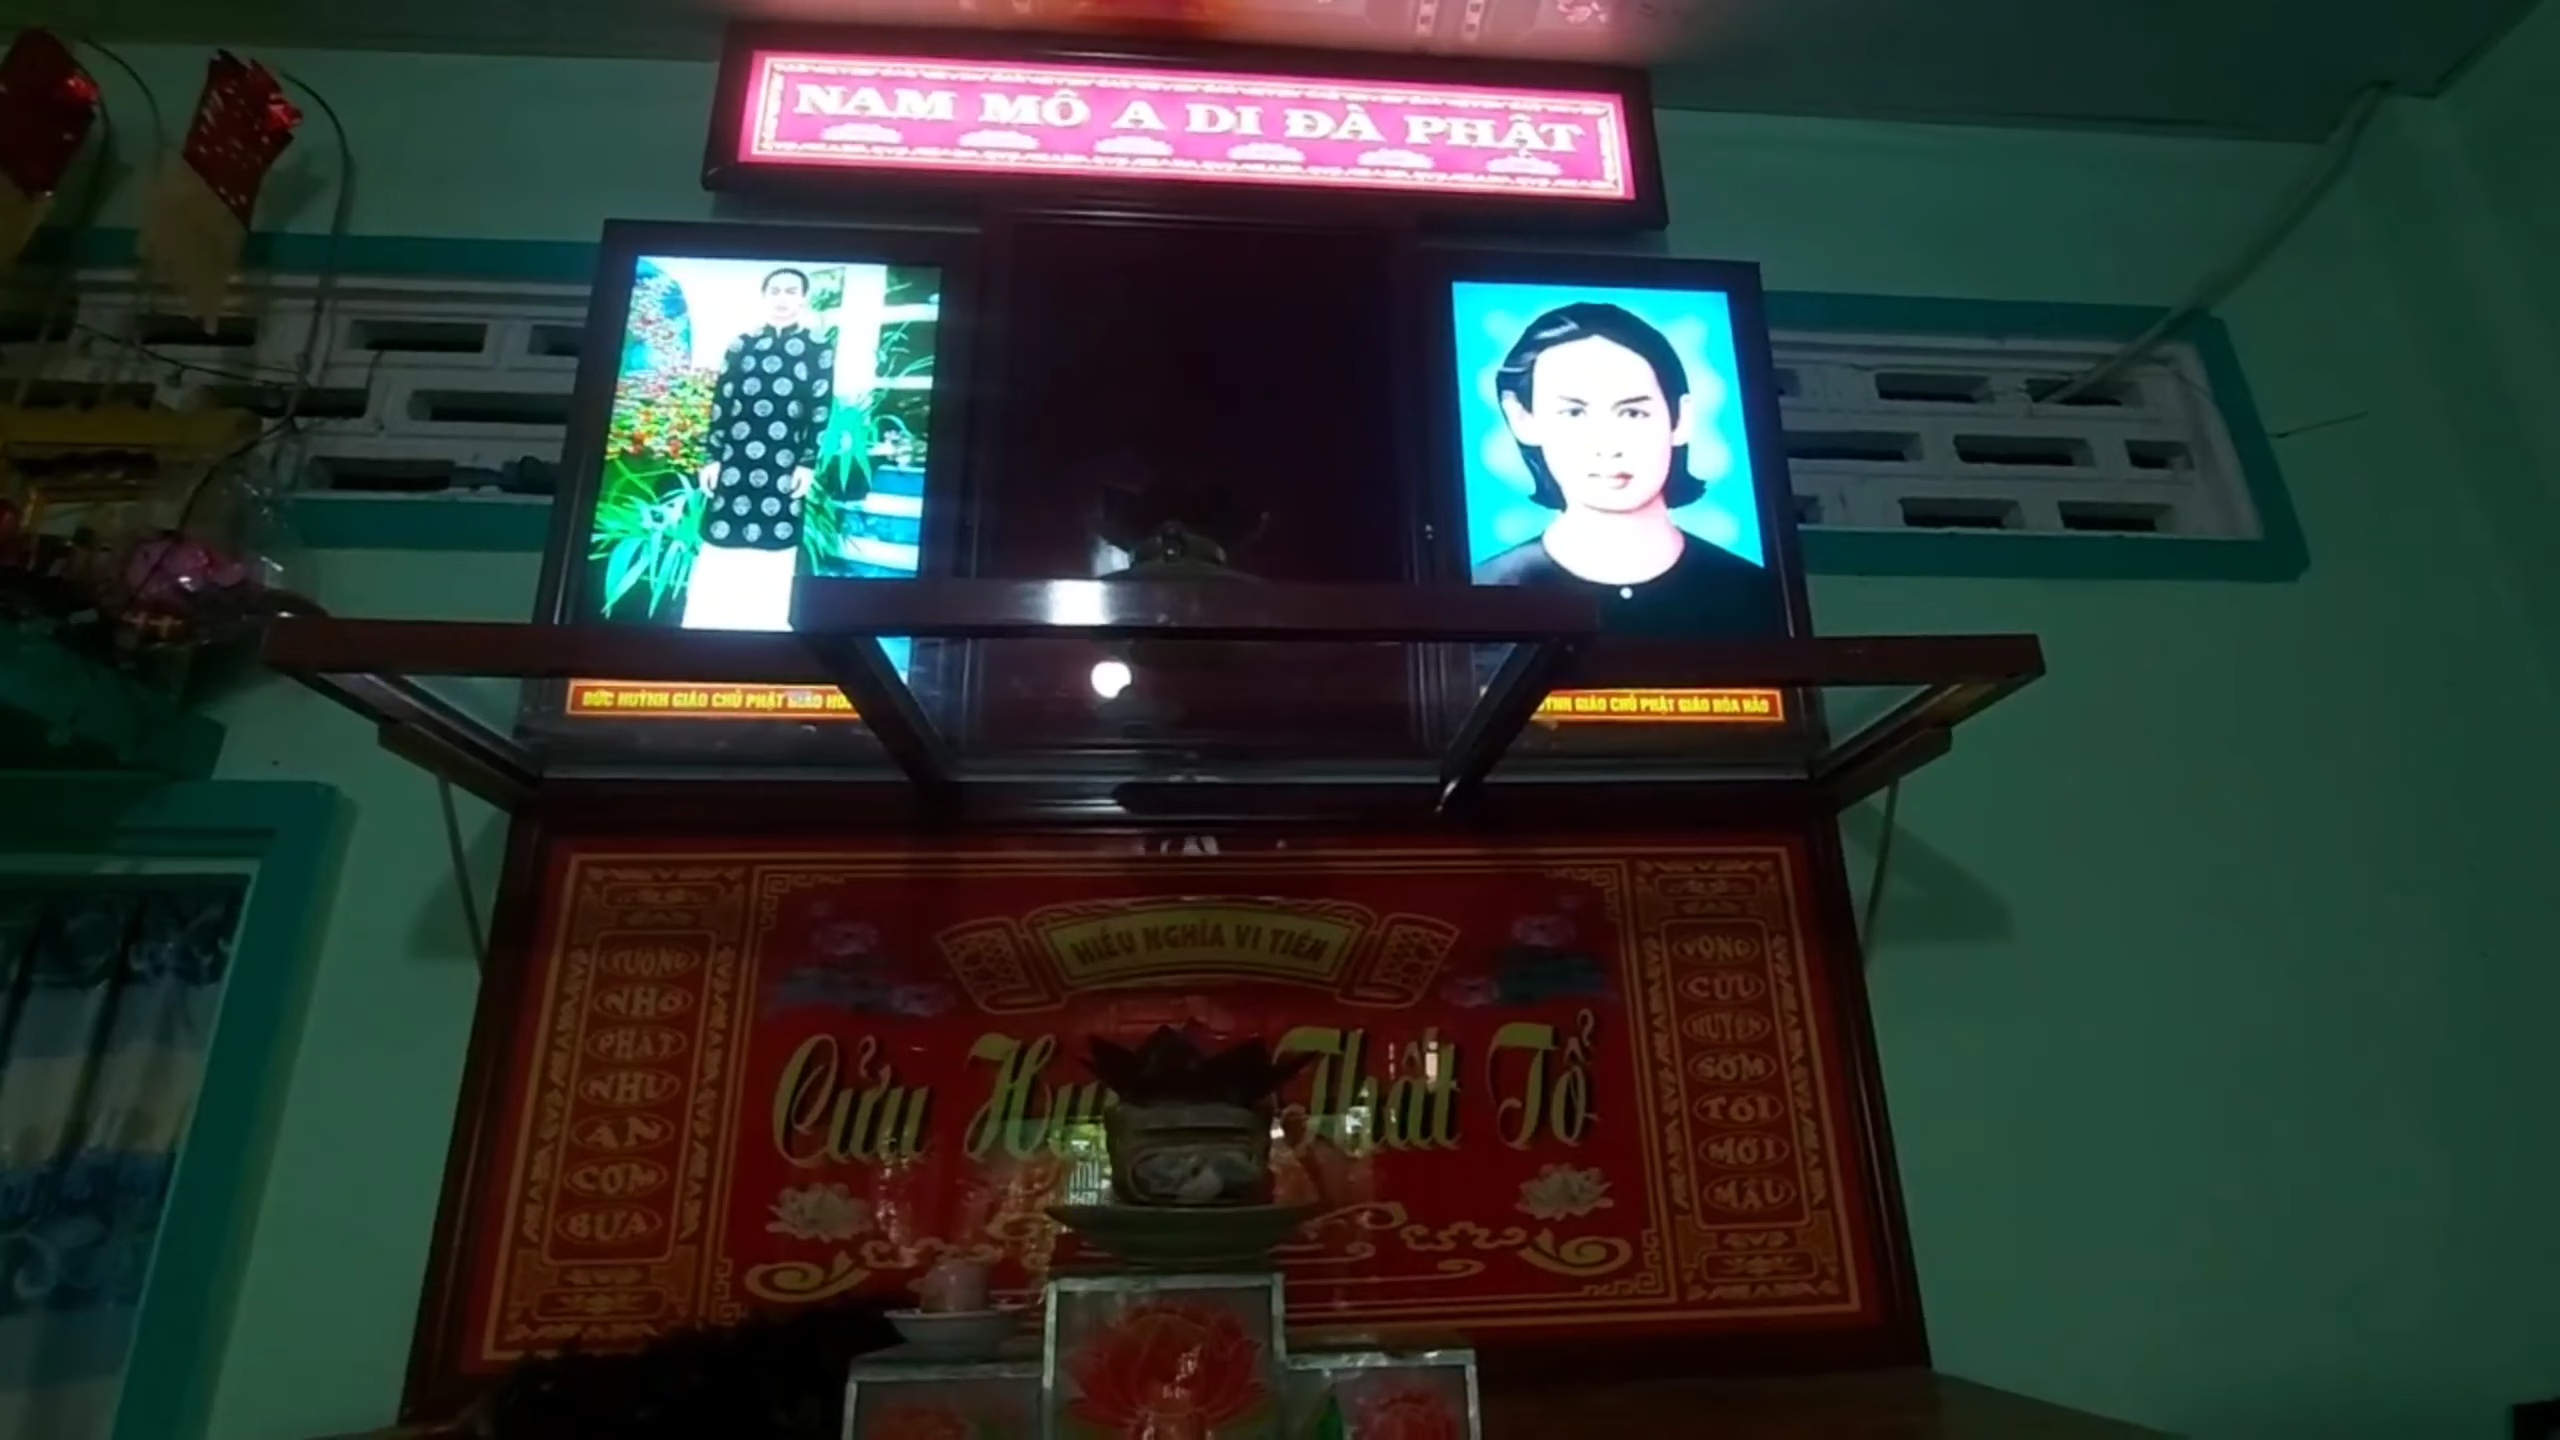 NAM MÔ A DI ĐÀ PHẬT
ĐỨC HUỲNH GIÁO CHỦ PHẬT GIÁO
GIÁO CHỦ PHẬT GIÁO HÒA HẢO
HIẾU NGHĨA VI TIÊN
Cửu Thất Tổ
TƯỞNG
NHỚ
PHẬT
NHƯ
ĂN
CƠM
BỮA
VỌNG
CỬU
HUYỀN
SỚM
TỐI
MỚI
MẦU